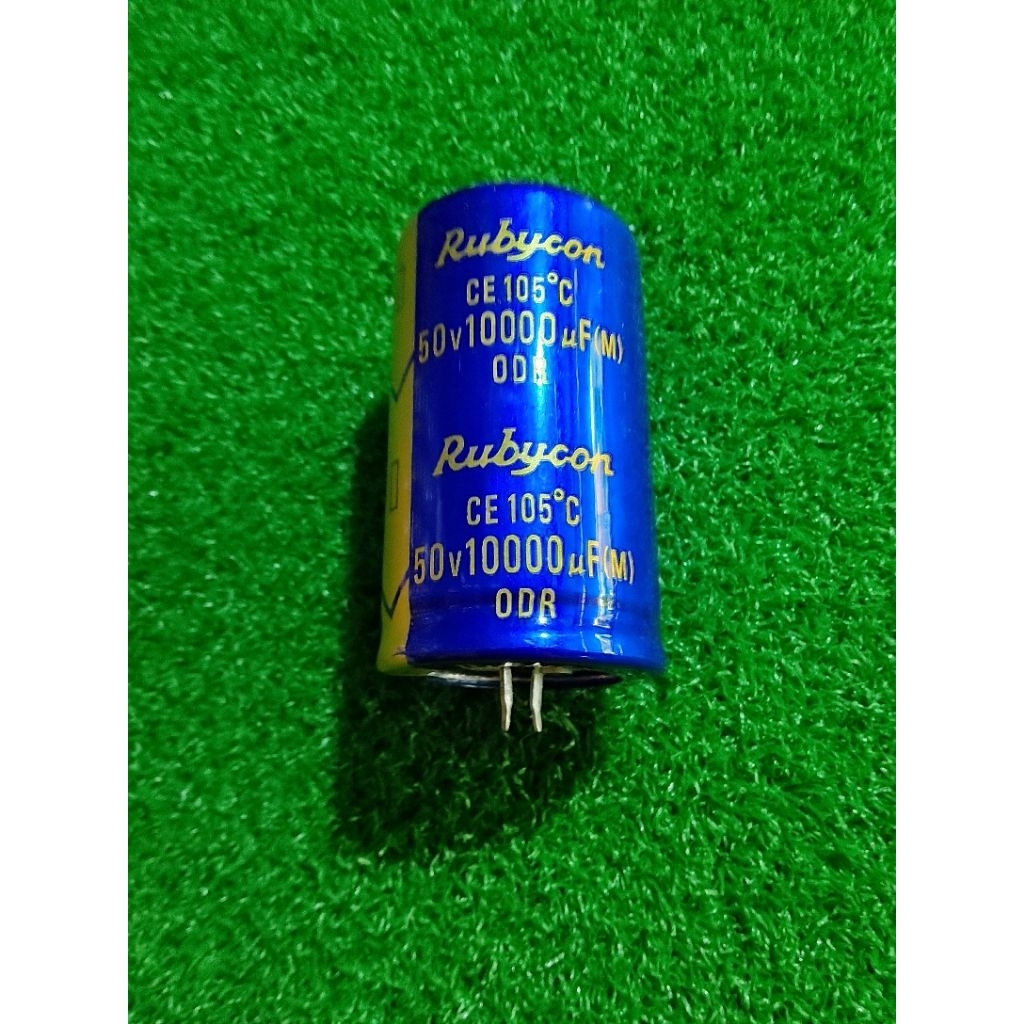 Rubycon
CE 105°C
50V10000µF(M)
ODR
Rubycon
CE 105°C
50V10000µF(M)
ODR